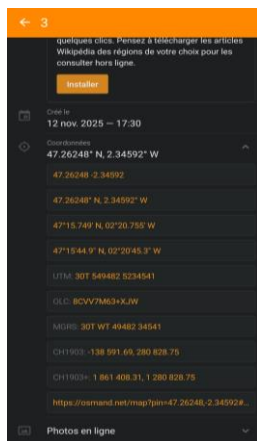 3
quelques clics. Pensez à télécharger les articles
Wikipédia des régions de votre choix pour les
consulter hors ligne.
Installer
Créé le
12 nov. 2025 — 17:30
Coordonnées
47.26248° N, 2.34592° W
47.26248 -2.34592
47.26248° N, 2.34592° W
47°15.749′ N, 02°20.755′ W
47°15′44.9″ N, 02°20′45.3″ W
UTM: 30T 549482 5234541
OLC: 8CVV7M63+XJW
MGRS: 30T WT 49482 34541
CH1903: -138 591.69, 280 828.75
CH1903+: 1 861 408.31, 1 280 828.75
https://osmand.net/map?pin=47.26248,-2.34592#...
Photos en ligne